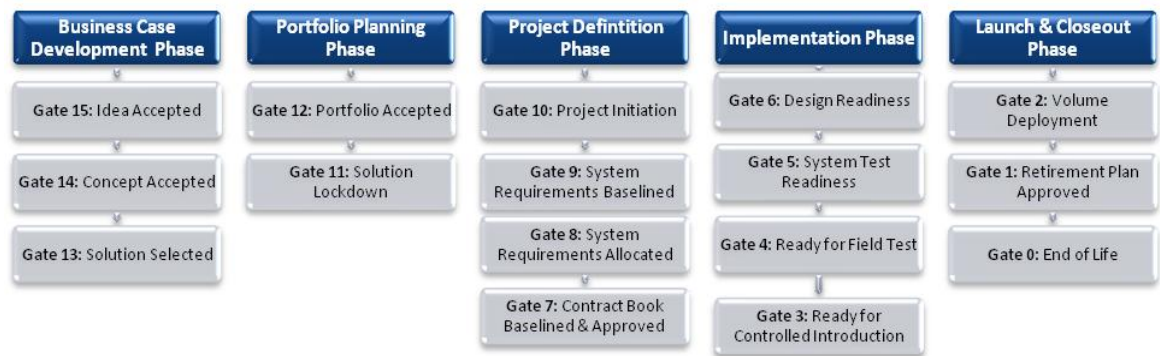 Business Case
Development Phase
Gate 15: Idea Accepted
Gate 14: Concept Accepted
Gate 13: Solution Selected
Portfolio Planning
Phase
Gate 12: Portfolio Accepted
Gate 11: Solution
Lockdown
Project Defintition
Phase
Gate 10: Project Initiation
Gate 9: System
Requirements Baselined
Gate 8: System
Requirements Allocated
Gate 7: Contract Book
Baselined & Approved
Implementation Phase
Gate 6: Design Readiness
Gate 5: System Test
Readiness
Gate 4: Ready for Field Test
Gate 3: Ready for
Controlled Introduction
Launch & Closeout
Phase
Gate 2: Volume
Deployment
Gate 1: Retirement Plan
Approved
Gate 0: End of Life